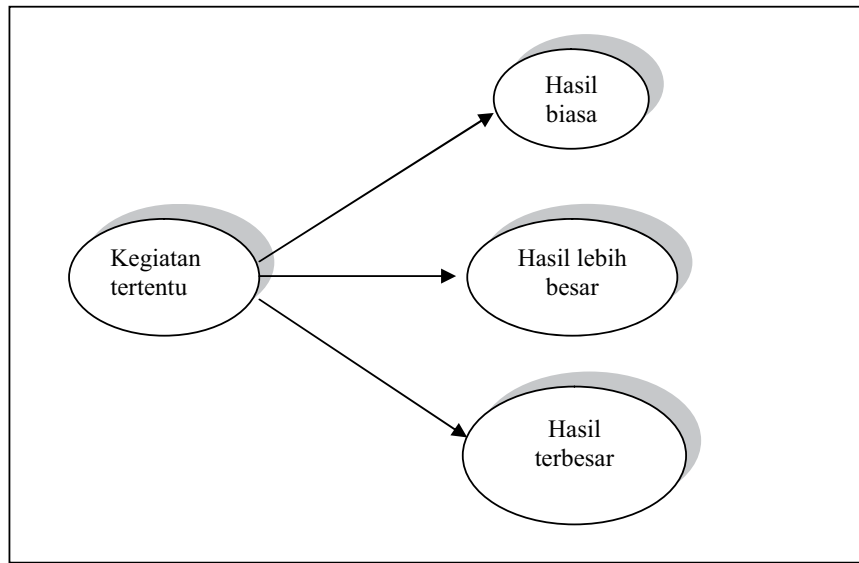 Hasil
biasa
Kegiatan
tertentu
Hasil lebih
besar
Hasil
terbesar